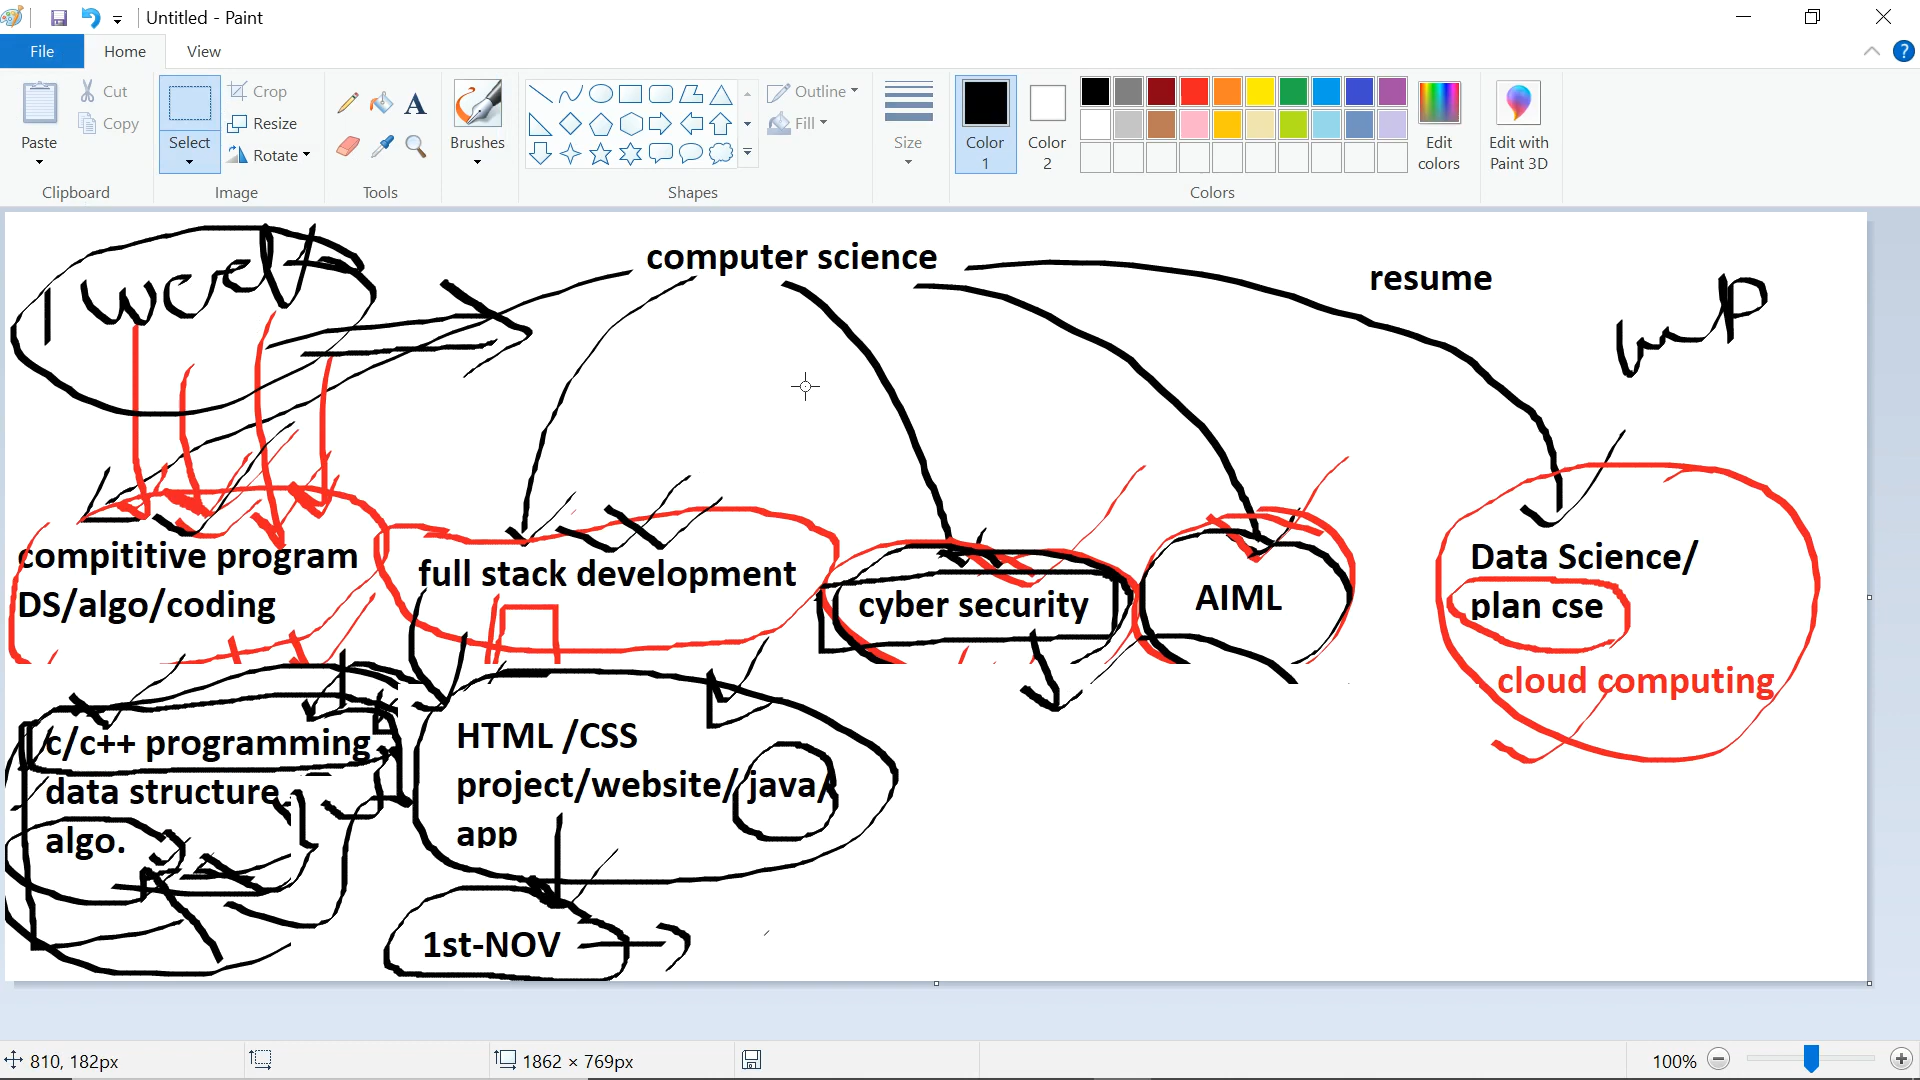 Untitled - Paint
File
Home
View
Paste
Cut
Copy
Clipboard
Select
Crop
Resize
Rotate
Image
Tools
Brushes
Shapes
Outline
Fill
Size
Color 1
Color 2
Colors
Edit colors
Edit with Paint 3D
1 week
computer science
resume
Imp
compititive program
DS/algo/coding
full stack development
cyber security
AIML
Data Science/
plan cse
cloud computing
c/c++ programming
data structure
algo.
HTML /CSS
project/website/java/
app
1st-NOV
810, 182px
1862 × 769px
100%